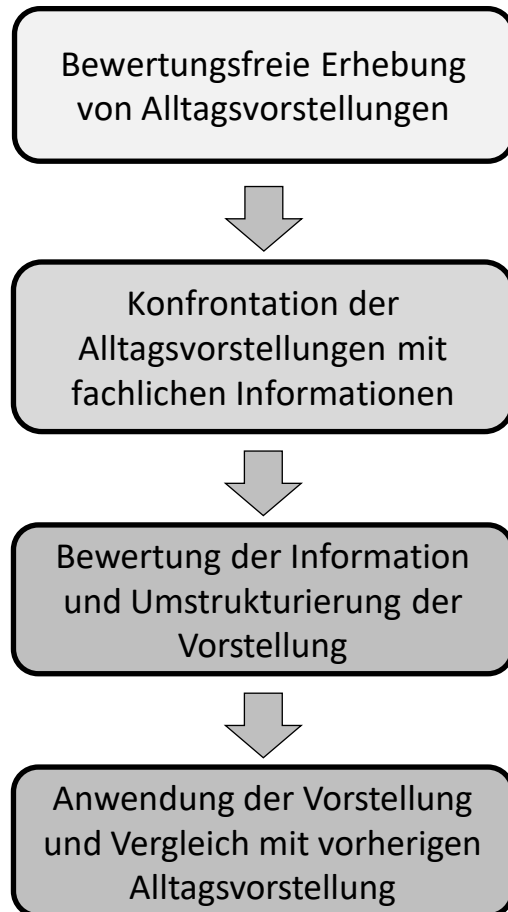 Bewertungsfreie Erhebung
von Alltagsvorstellungen
Konfrontation der
Alltagsvorstellungen mit
fachlichen Informationen
Bewertung der Information
und Umstrukturierung der
Vorstellung
Anwendung der Vorstellung
und Vergleich mit vorherigen
Alltagsvorstellung